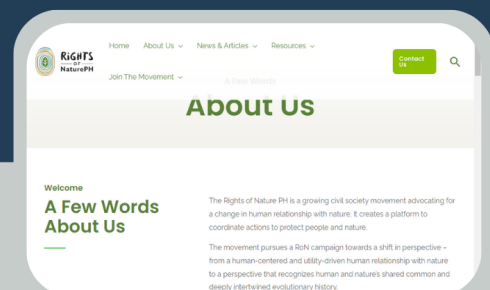 RiGHTS
OF
NaturePH
Home About Us News & Articles Resources
Join The Movement
Contact
Us
A Few Words
About Us
Welcome
A Few Words
About Us
The Rights of Nature PH is a growing civil society movement advocating for
a change in human relationship with nature. It creates a platform to
coordinate actions to protect people and nature.
The movement pursues a RoN campaign towards a shift in perspective –
from a human-centered and utility-driven human relationship with nature
to a perspective that recognizes human and nature's shared common and
deeply intertwined evolutionary history.